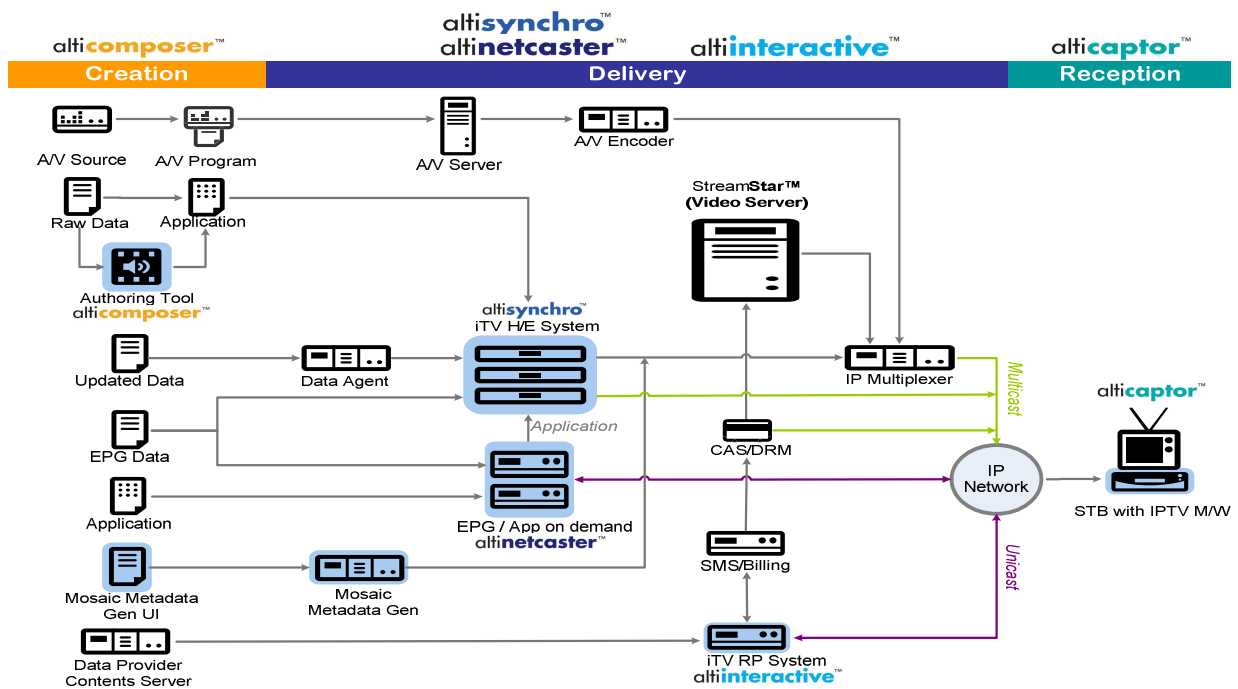 alticomposer™
altisynchro™
altinetcaster™
altiinteractive™
alticaptor™
Creation
Delivery
Reception
A/V Source
A/V Program
A/V Server
A/V Encoder
Raw Data
Application
StreamStar™
(Video Server)
Authoring Tool
alticomposer™
altisynchro™
iTV H/E System
Updated Data
Data Agent
IP Multiplexer
Multicast
alticaptor™
EPG Data
Application
CAS/DRM
IP
Network
STB with IPTV M/W
Application
EPG / App on demand
altinetcaster™
SMS/Billing
Unicast
Mosaic Metadata
Gen UI
Mosaic
Metadata Gen
Data Provider
Contents Server
iTV RP System
altiinteractive™